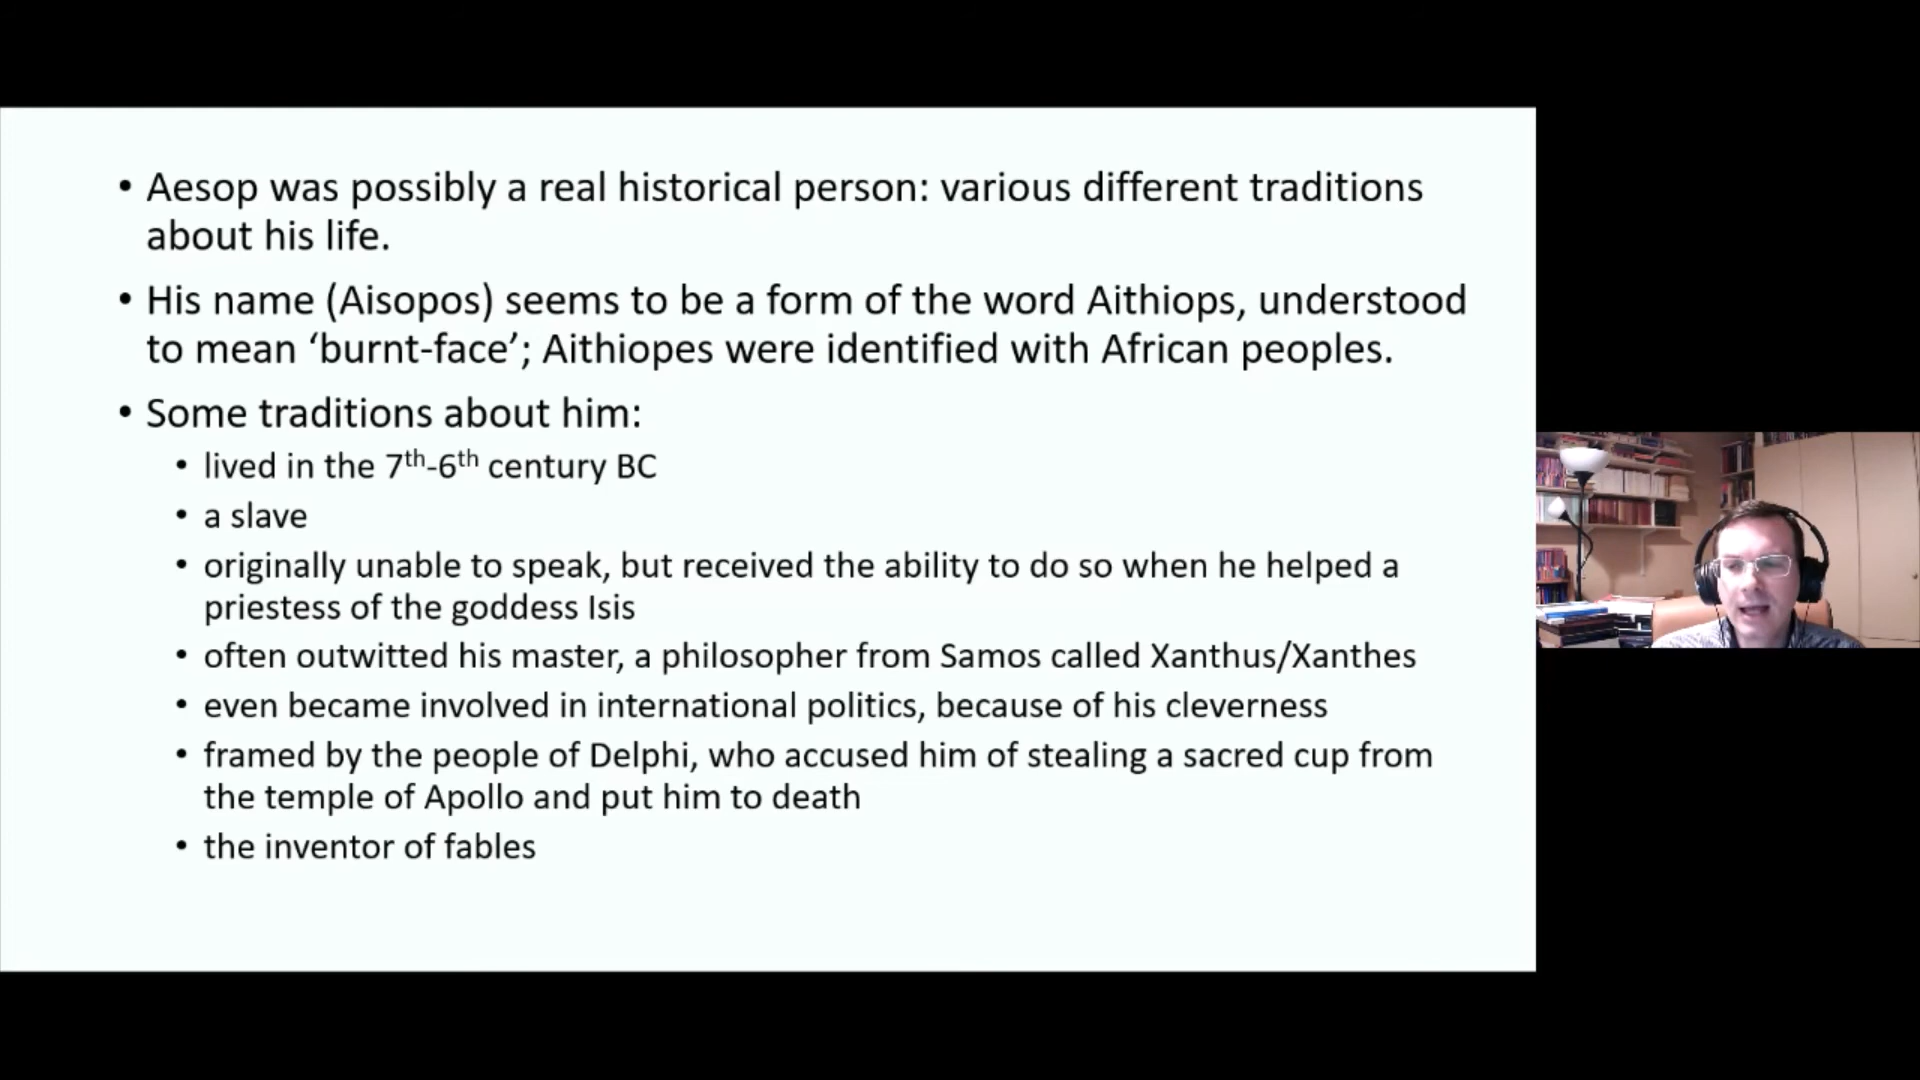 • Aesop was possibly a real historical person: various different traditions
about his life.
• His name (Aisopos) seems to be a form of the word Aithiops, understood
to mean ‘burnt-face’; Aithiopes were identified with African peoples.
• Some traditions about him:
• lived in the 7th-6th century BC
• a slave
• originally unable to speak, but received the ability to do so when he helped a
priestess of the goddess Isis
• often outwitted his master, a philosopher from Samos called Xanthus/Xanthes
• even became involved in international politics, because of his cleverness
• framed by the people of Delphi, who accused him of stealing a sacred cup from
the temple of Apollo and put him to death
• the inventor of fables